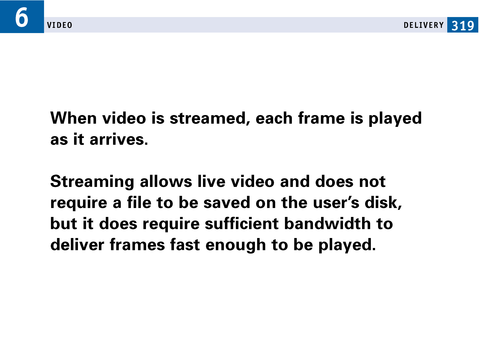 6
VIDEO
DELIVERY 319
When video is streamed, each frame is played
as it arrives.
Streaming allows live video and does not
require a file to be saved on the user’s disk,
but it does require sufficient bandwidth to
deliver frames fast enough to be played.